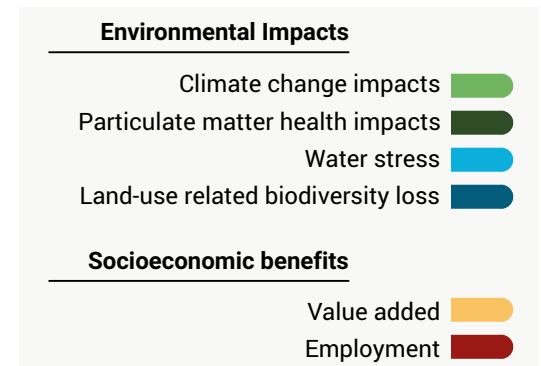 Environmental Impacts
Climate change impacts
Particulate matter health impacts
Water stress
Land-use related biodiversity loss
Socioeconomic benefits
Value added
Employment